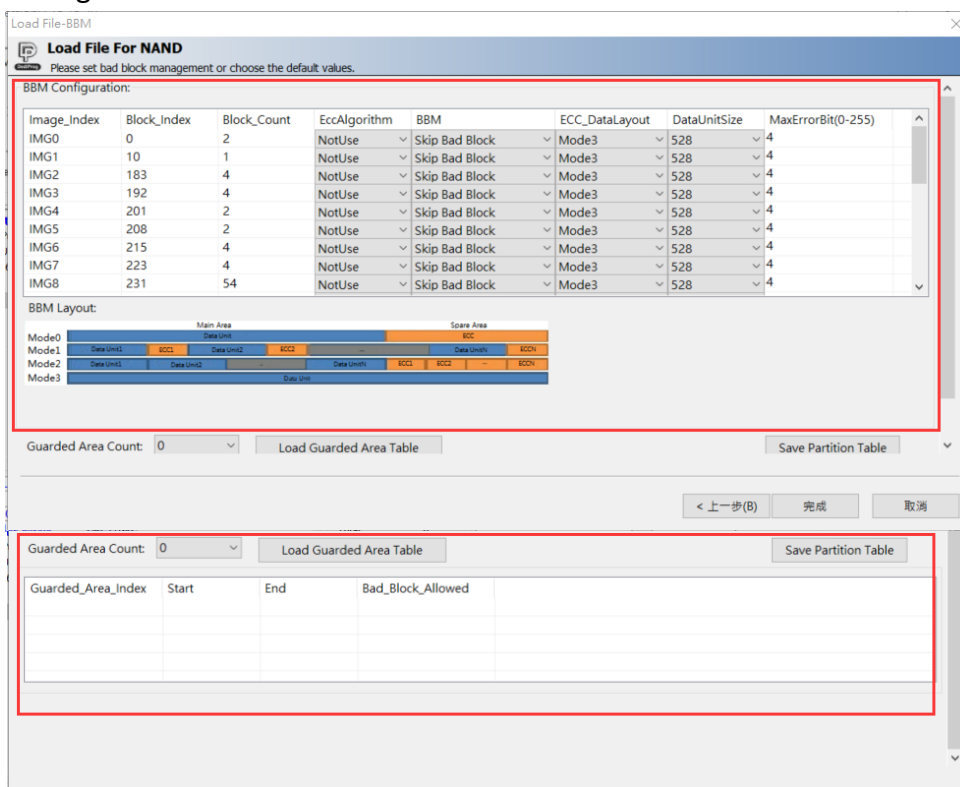 Load File-BBM
Load File For NAND
Please set bad block management or choose the default values.
BBM Configuration:
Image_Index Block_Index Block_Count EccAlgorithm BBM ECC_DataLayout DataUnitSize MaxErrorBit(0-255)
IMG0 0 2 NotUse Skip Bad Block Mode3 528 4
IMG1 10 1 NotUse Skip Bad Block Mode3 528 4
IMG2 183 4 NotUse Skip Bad Block Mode3 528 4
IMG3 192 4 NotUse Skip Bad Block Mode3 528 4
IMG4 201 2 NotUse Skip Bad Block Mode3 528 4
IMG5 208 2 NotUse Skip Bad Block Mode3 528 4
IMG6 215 4 NotUse Skip Bad Block Mode3 528 4
IMG7 223 4 NotUse Skip Bad Block Mode3 528 4
IMG8 231 54 NotUse Skip Bad Block Mode3 528 4
BBM Layout:
Main Area Spare Area
Mode0 Data Unit ECC
Mode1 Data Unit1 ECC1 Data Unit2 ECC2 ... Data UnitN ECCN
Mode2 Data Unit1 Data Unit2 Data UnitN ECC1 ECC2 ... ECCN
Mode3 Data Unit
Guarded Area Count: 0 Load Guarded Area Table Save Partition Table
< 上一步(B) 完成 取消
Guarded Area Count: 0 Load Guarded Area Table Save Partition Table
Guarded_Area_Index Start End Bad_Block_Allowed